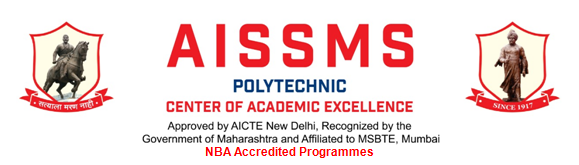 AISSMS
POLYTECHNIC
CENTER OF ACADEMIC EXCELLENCE
Approved by AICTE New Delhi, Recognized by the
Government of Maharashtra and Affiliated to MSBTE, Mumbai
NBA Accredited Programmes
सत्याला मरण नाही
SINCE 1917